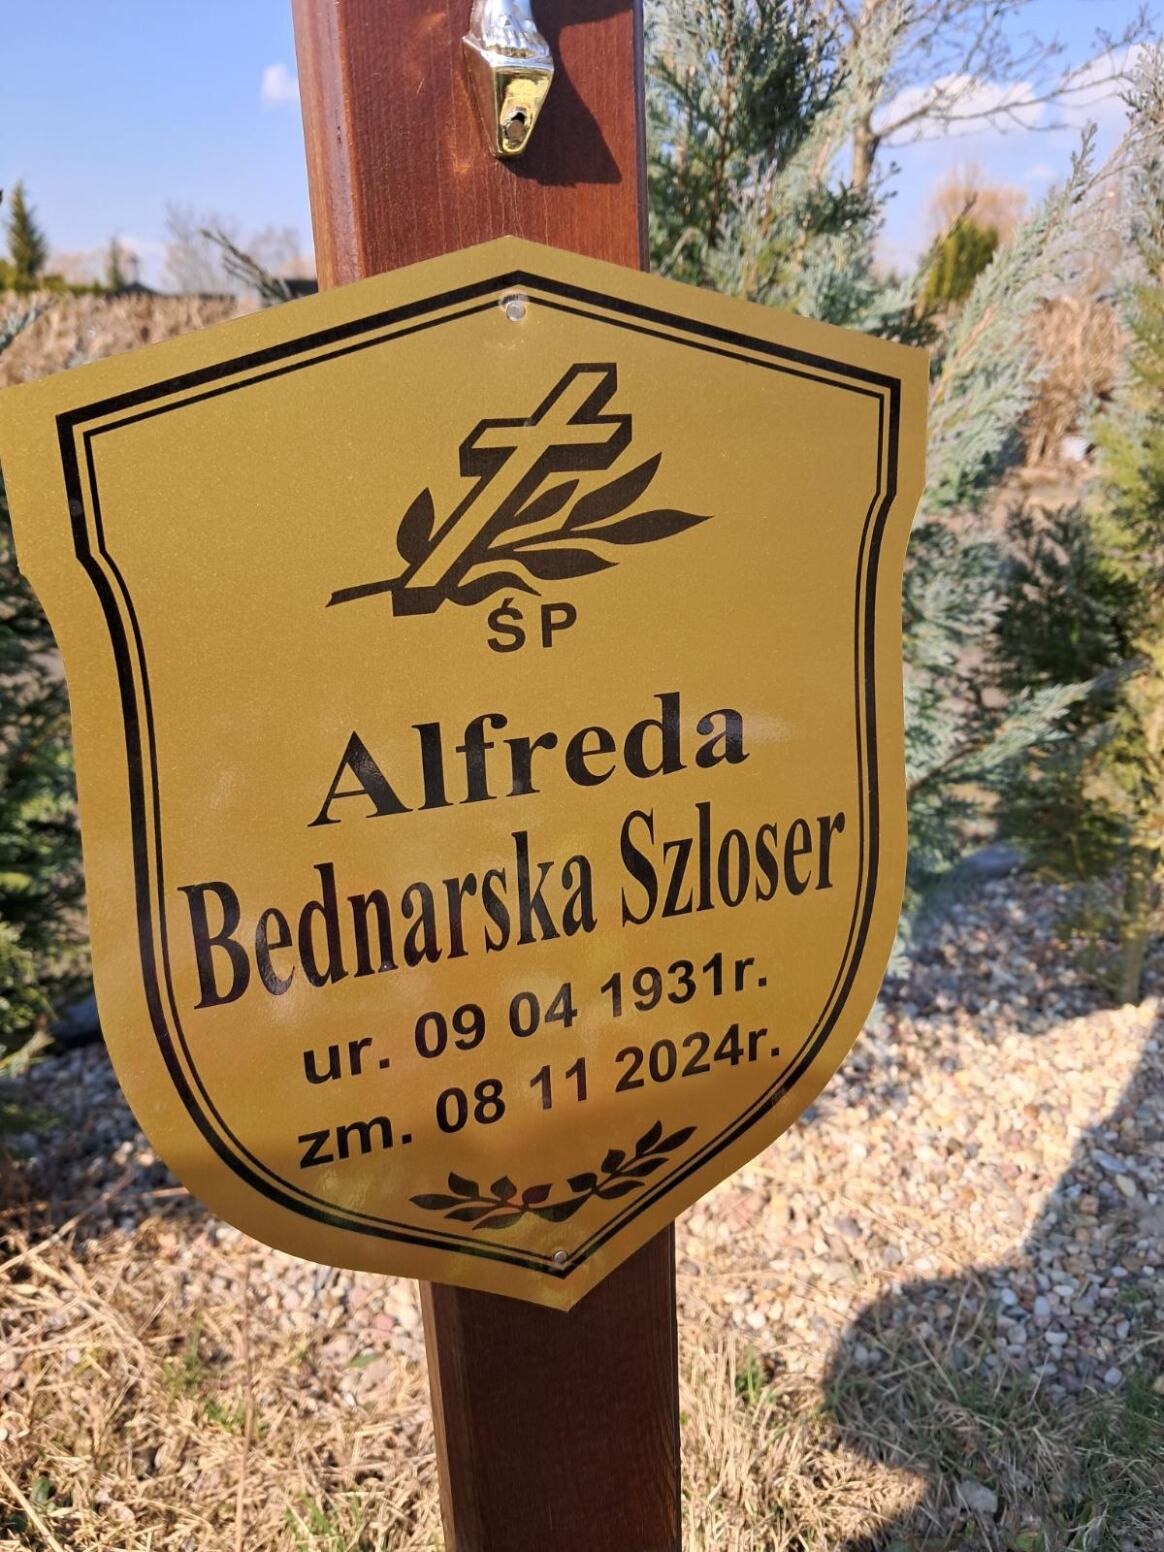 ŚP
Alfreda
Bednarska Szloser
ur. 09 04 1931r.
zm. 08 11 2024r.